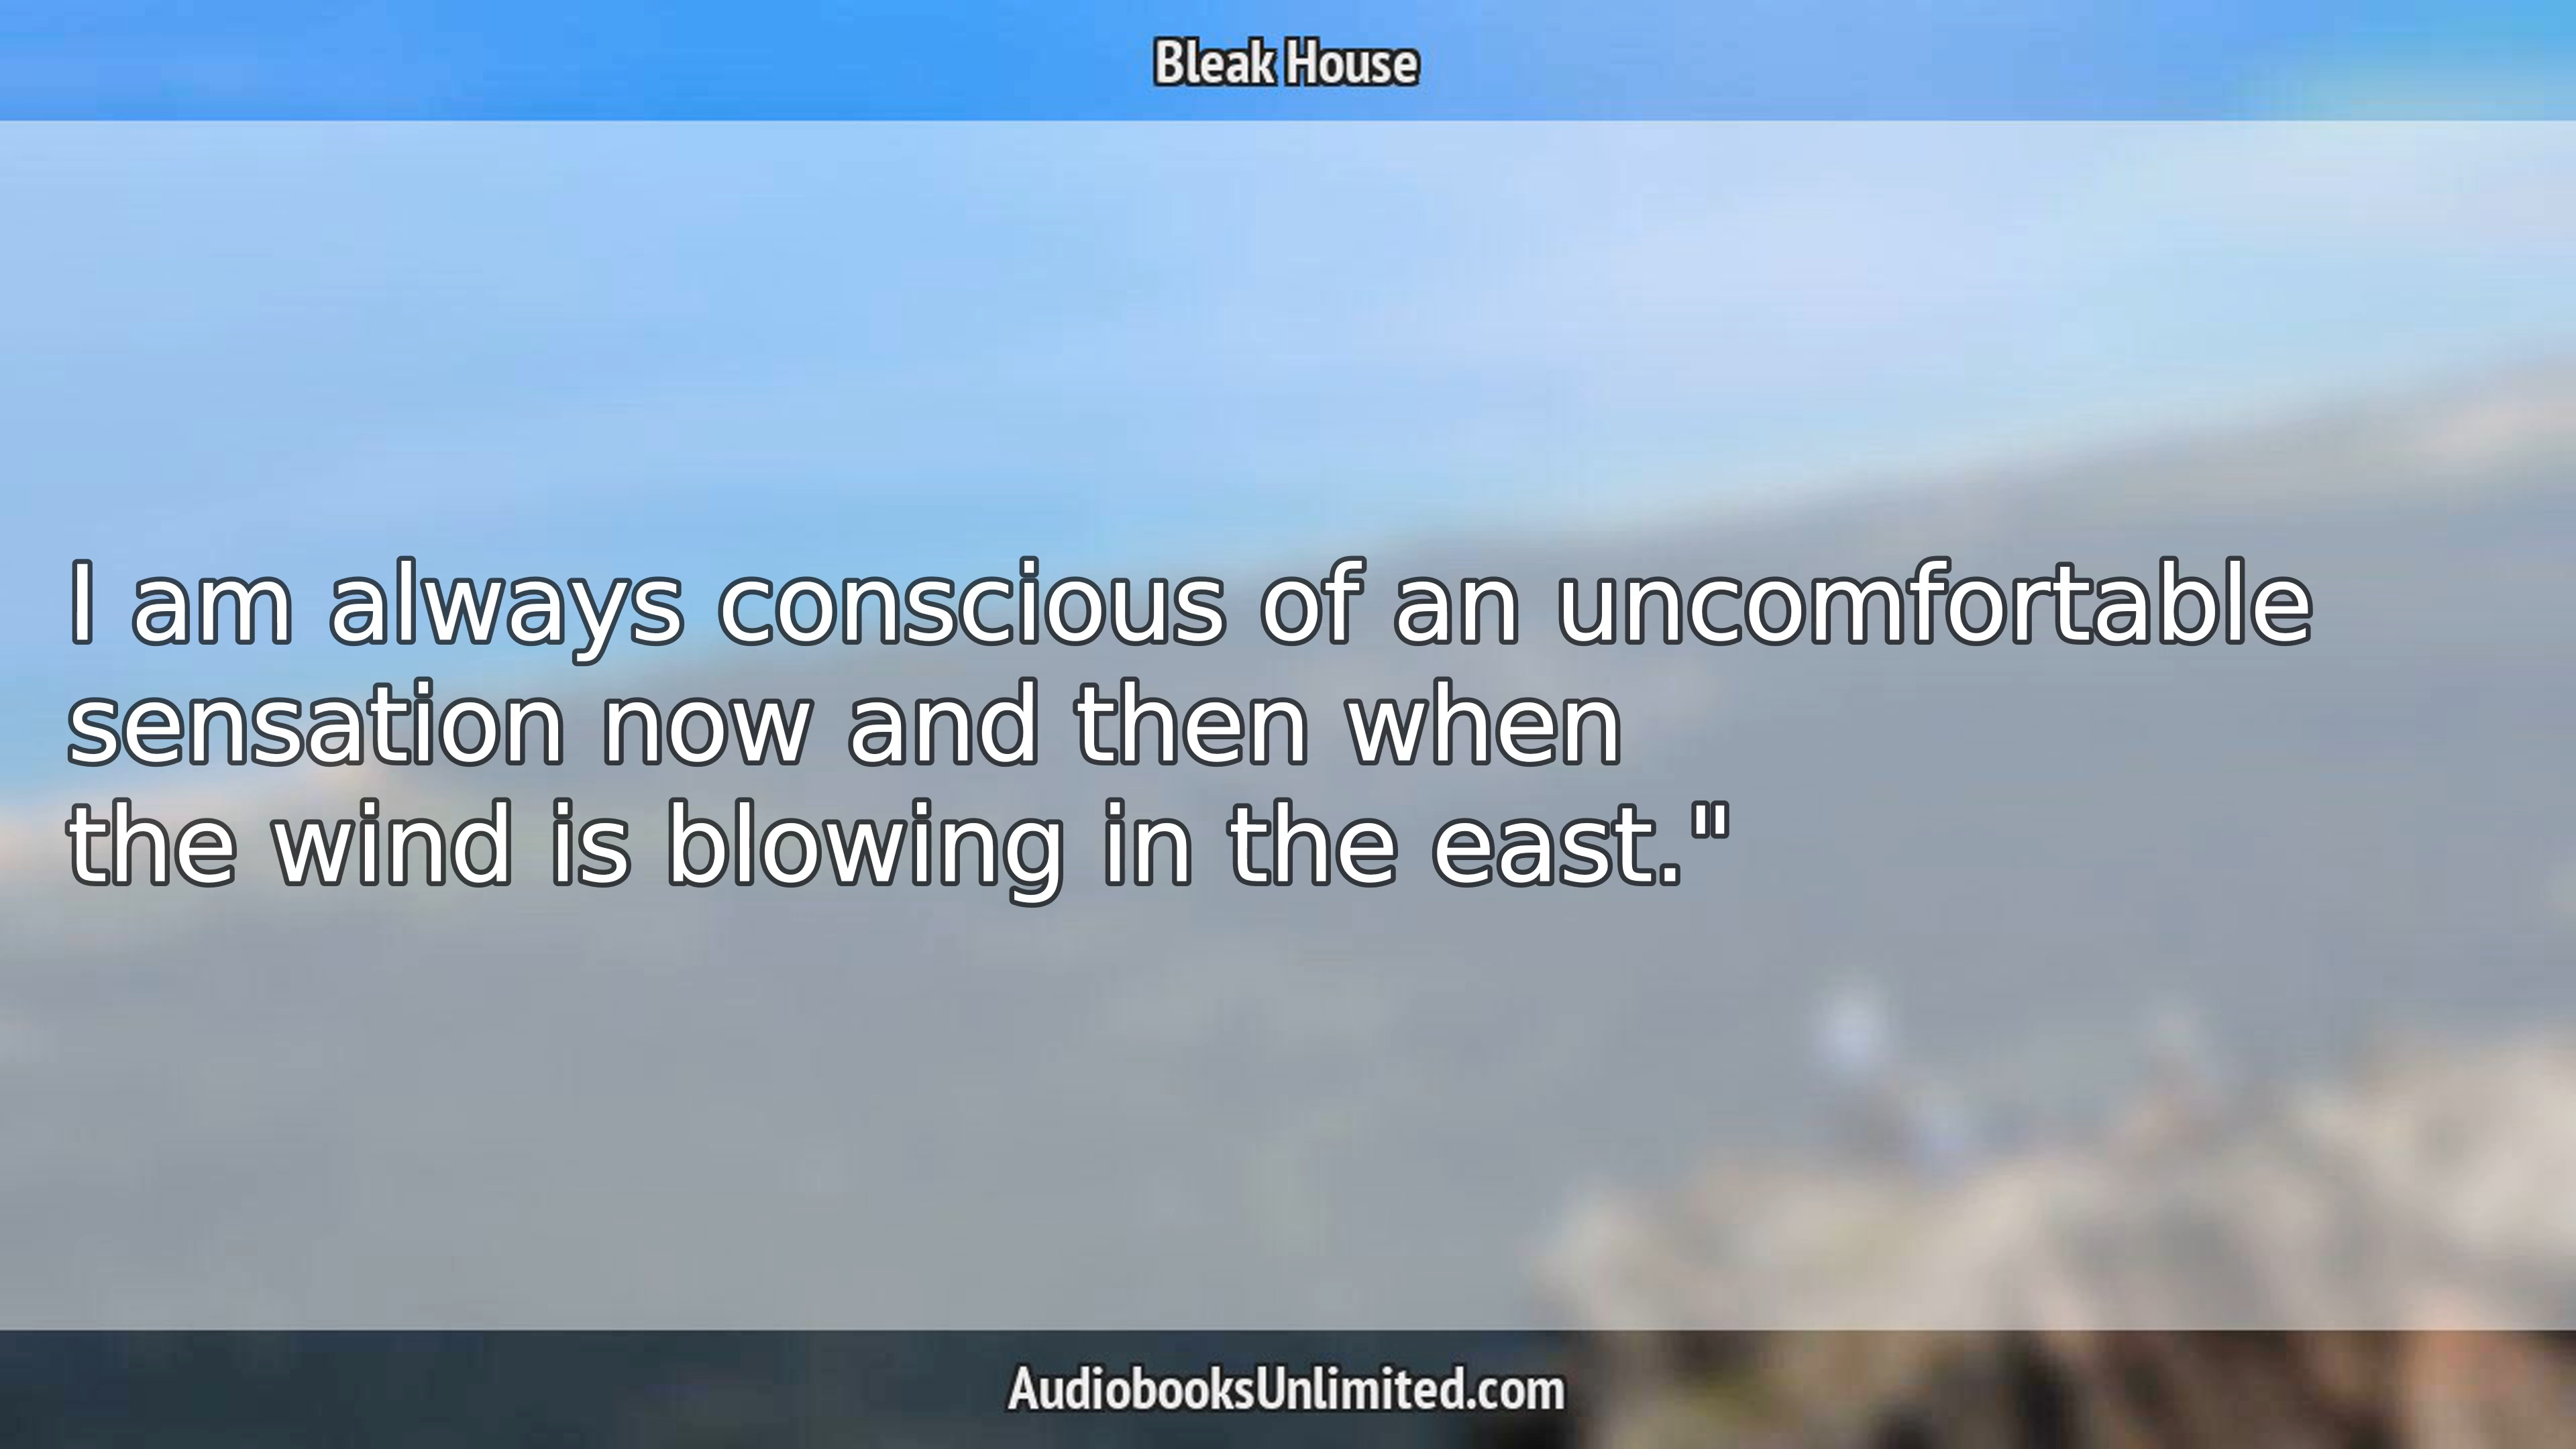 Bleak House
I am always conscious of an uncomfortable
sensation now and then when
the wind is blowing in the east."
AudiobooksUnlimited.com